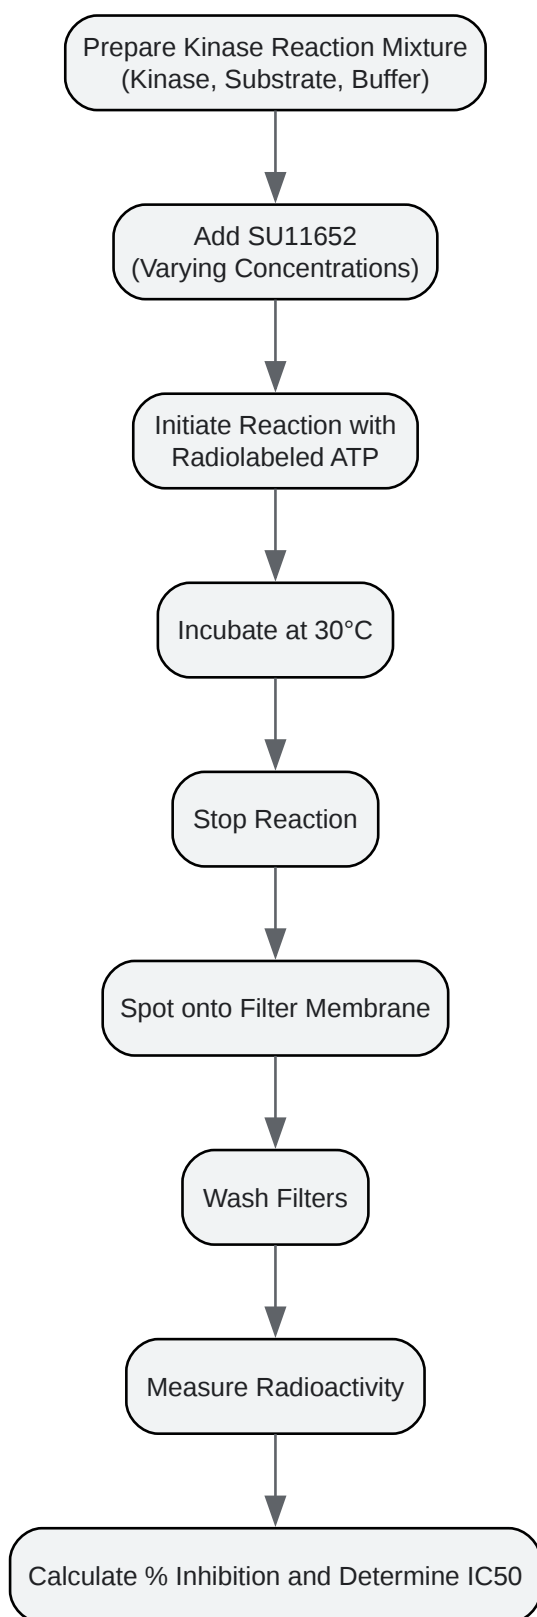 Prepare Kinase Reaction Mixture
(Kinase, Substrate, Buffer)
Add SU11652
(Varying Concentrations)
Initiate Reaction with
Radiolabeled ATP
Incubate at 30°C
Stop Reaction
Spot onto Filter Membrane
Wash Filters
Measure Radioactivity
Calculate % Inhibition and Determine IC50